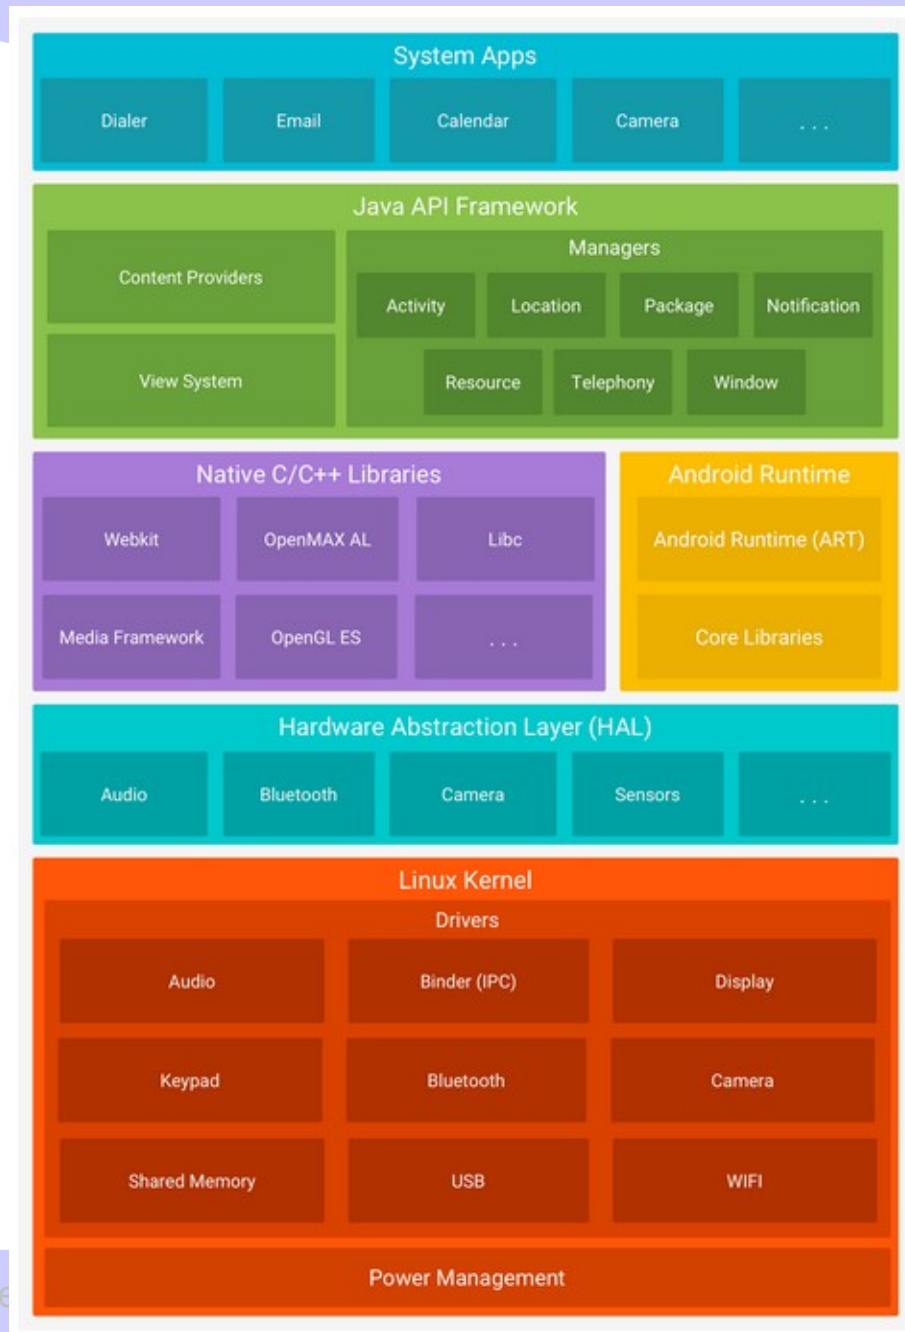 System Apps
Dialer Email Calendar Camera . . .
Java API Framework
Content Providers
View System
Managers
Activity Location Package Notification
Resource Telephony Window
Native C/C++ Libraries
Webkit OpenMAX AL Libc
Media Framework OpenGL ES . . .
Android Runtime
Android Runtime (ART)
Core Libraries
Hardware Abstraction Layer (HAL)
Audio Bluetooth Camera Sensors . . .
Linux Kernel
Drivers
Audio Binder (IPC) Display
Keypad Bluetooth Camera
Shared Memory USB WIFI
Power Management